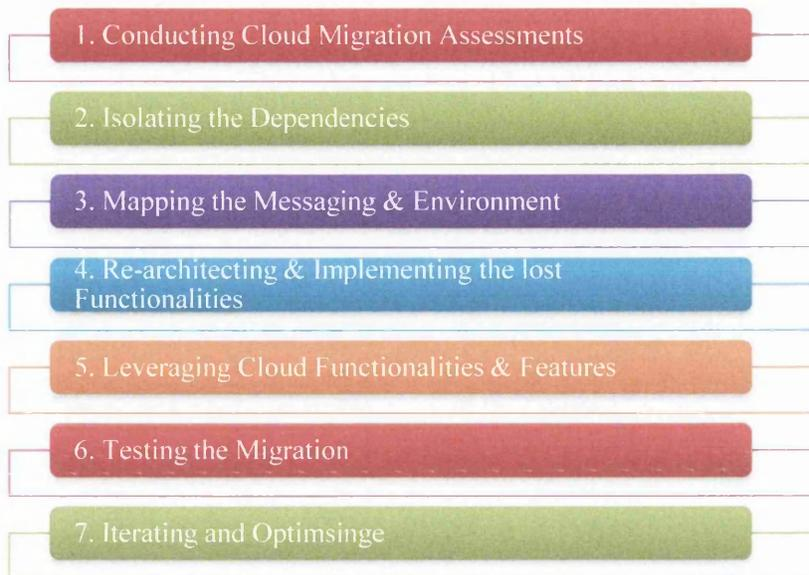 1. Conducting Cloud Migration Assessments
2. Isolating the Dependencies
3. Mapping the Messaging & Environment
4. Re-architecting & Implementing the lost
Functionalities
5. Leveraging Cloud Functionalities & Features
6. Testing the Migration
7. Iterating and Optimsinge